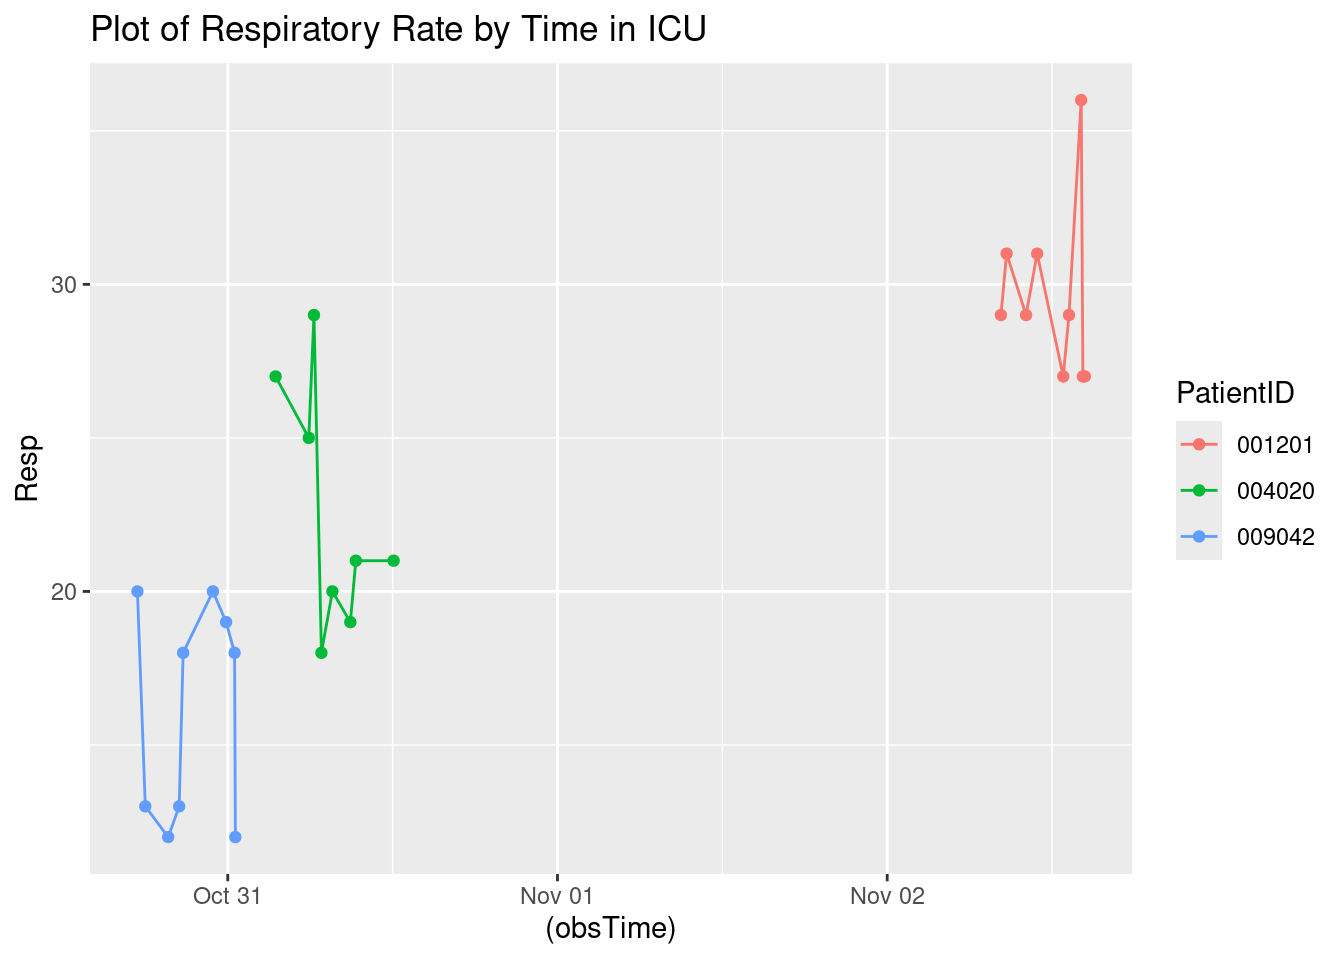 Plot of Respiratory Rate by Time in ICU
30
20
Resp
Oct 31
Nov 01
Nov 02
(obsTime)
PatientID
001201
004020
009042